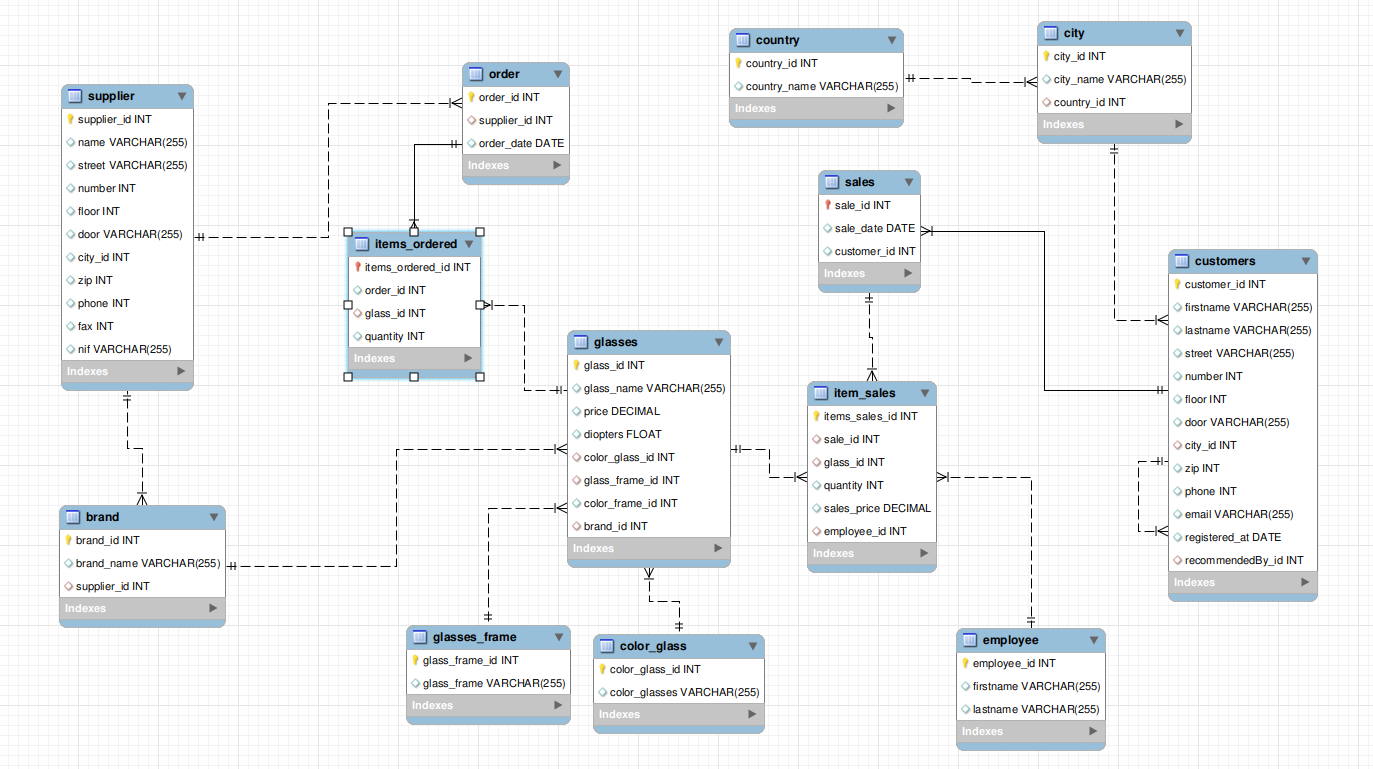 supplier
supplier_id INT
name VARCHAR(255)
street VARCHAR(255)
number INT
floor INT
door VARCHAR(255)
city_id INT
zip INT
phone INT
fax INT
nif VARCHAR(255)
Indexes
order
order_id INT
supplier_id INT
order_date DATE
Indexes
items_ordered
items_ordered_id INT
order_id INT
glass_id INT
quantity INT
Indexes
country
country_id INT
country_name VARCHAR(255)
Indexes
city
city_id INT
city_name VARCHAR(255)
country_id INT
Indexes
sales
sale_id INT
sale_date DATE
customer_id INT
Indexes
customers
customer_id INT
firstname VARCHAR(255)
lastname VARCHAR(255)
street VARCHAR(255)
number INT
floor INT
door VARCHAR(255)
city_id INT
zip INT
phone INT
email VARCHAR(255)
registered_at DATE
recommendedBy_id INT
Indexes
glasses
glass_id INT
glass_name VARCHAR(255)
price DECIMAL
diopters FLOAT
color_glass_id INT
glass_frame_id INT
color_frame_id INT
brand_id INT
Indexes
item_sales
items_sales_id INT
sale_id INT
glass_id INT
quantity INT
sales_price DECIMAL
employee_id INT
Indexes
brand
brand_id INT
brand_name VARCHAR(255)
supplier_id INT
Indexes
glasses_frame
glass_frame_id INT
glass_frame VARCHAR(255)
Indexes
color_glass
color_glass_id INT
color_glasses VARCHAR(255)
Indexes
employee
employee_id INT
firstname VARCHAR(255)
lastname VARCHAR(255)
Indexes